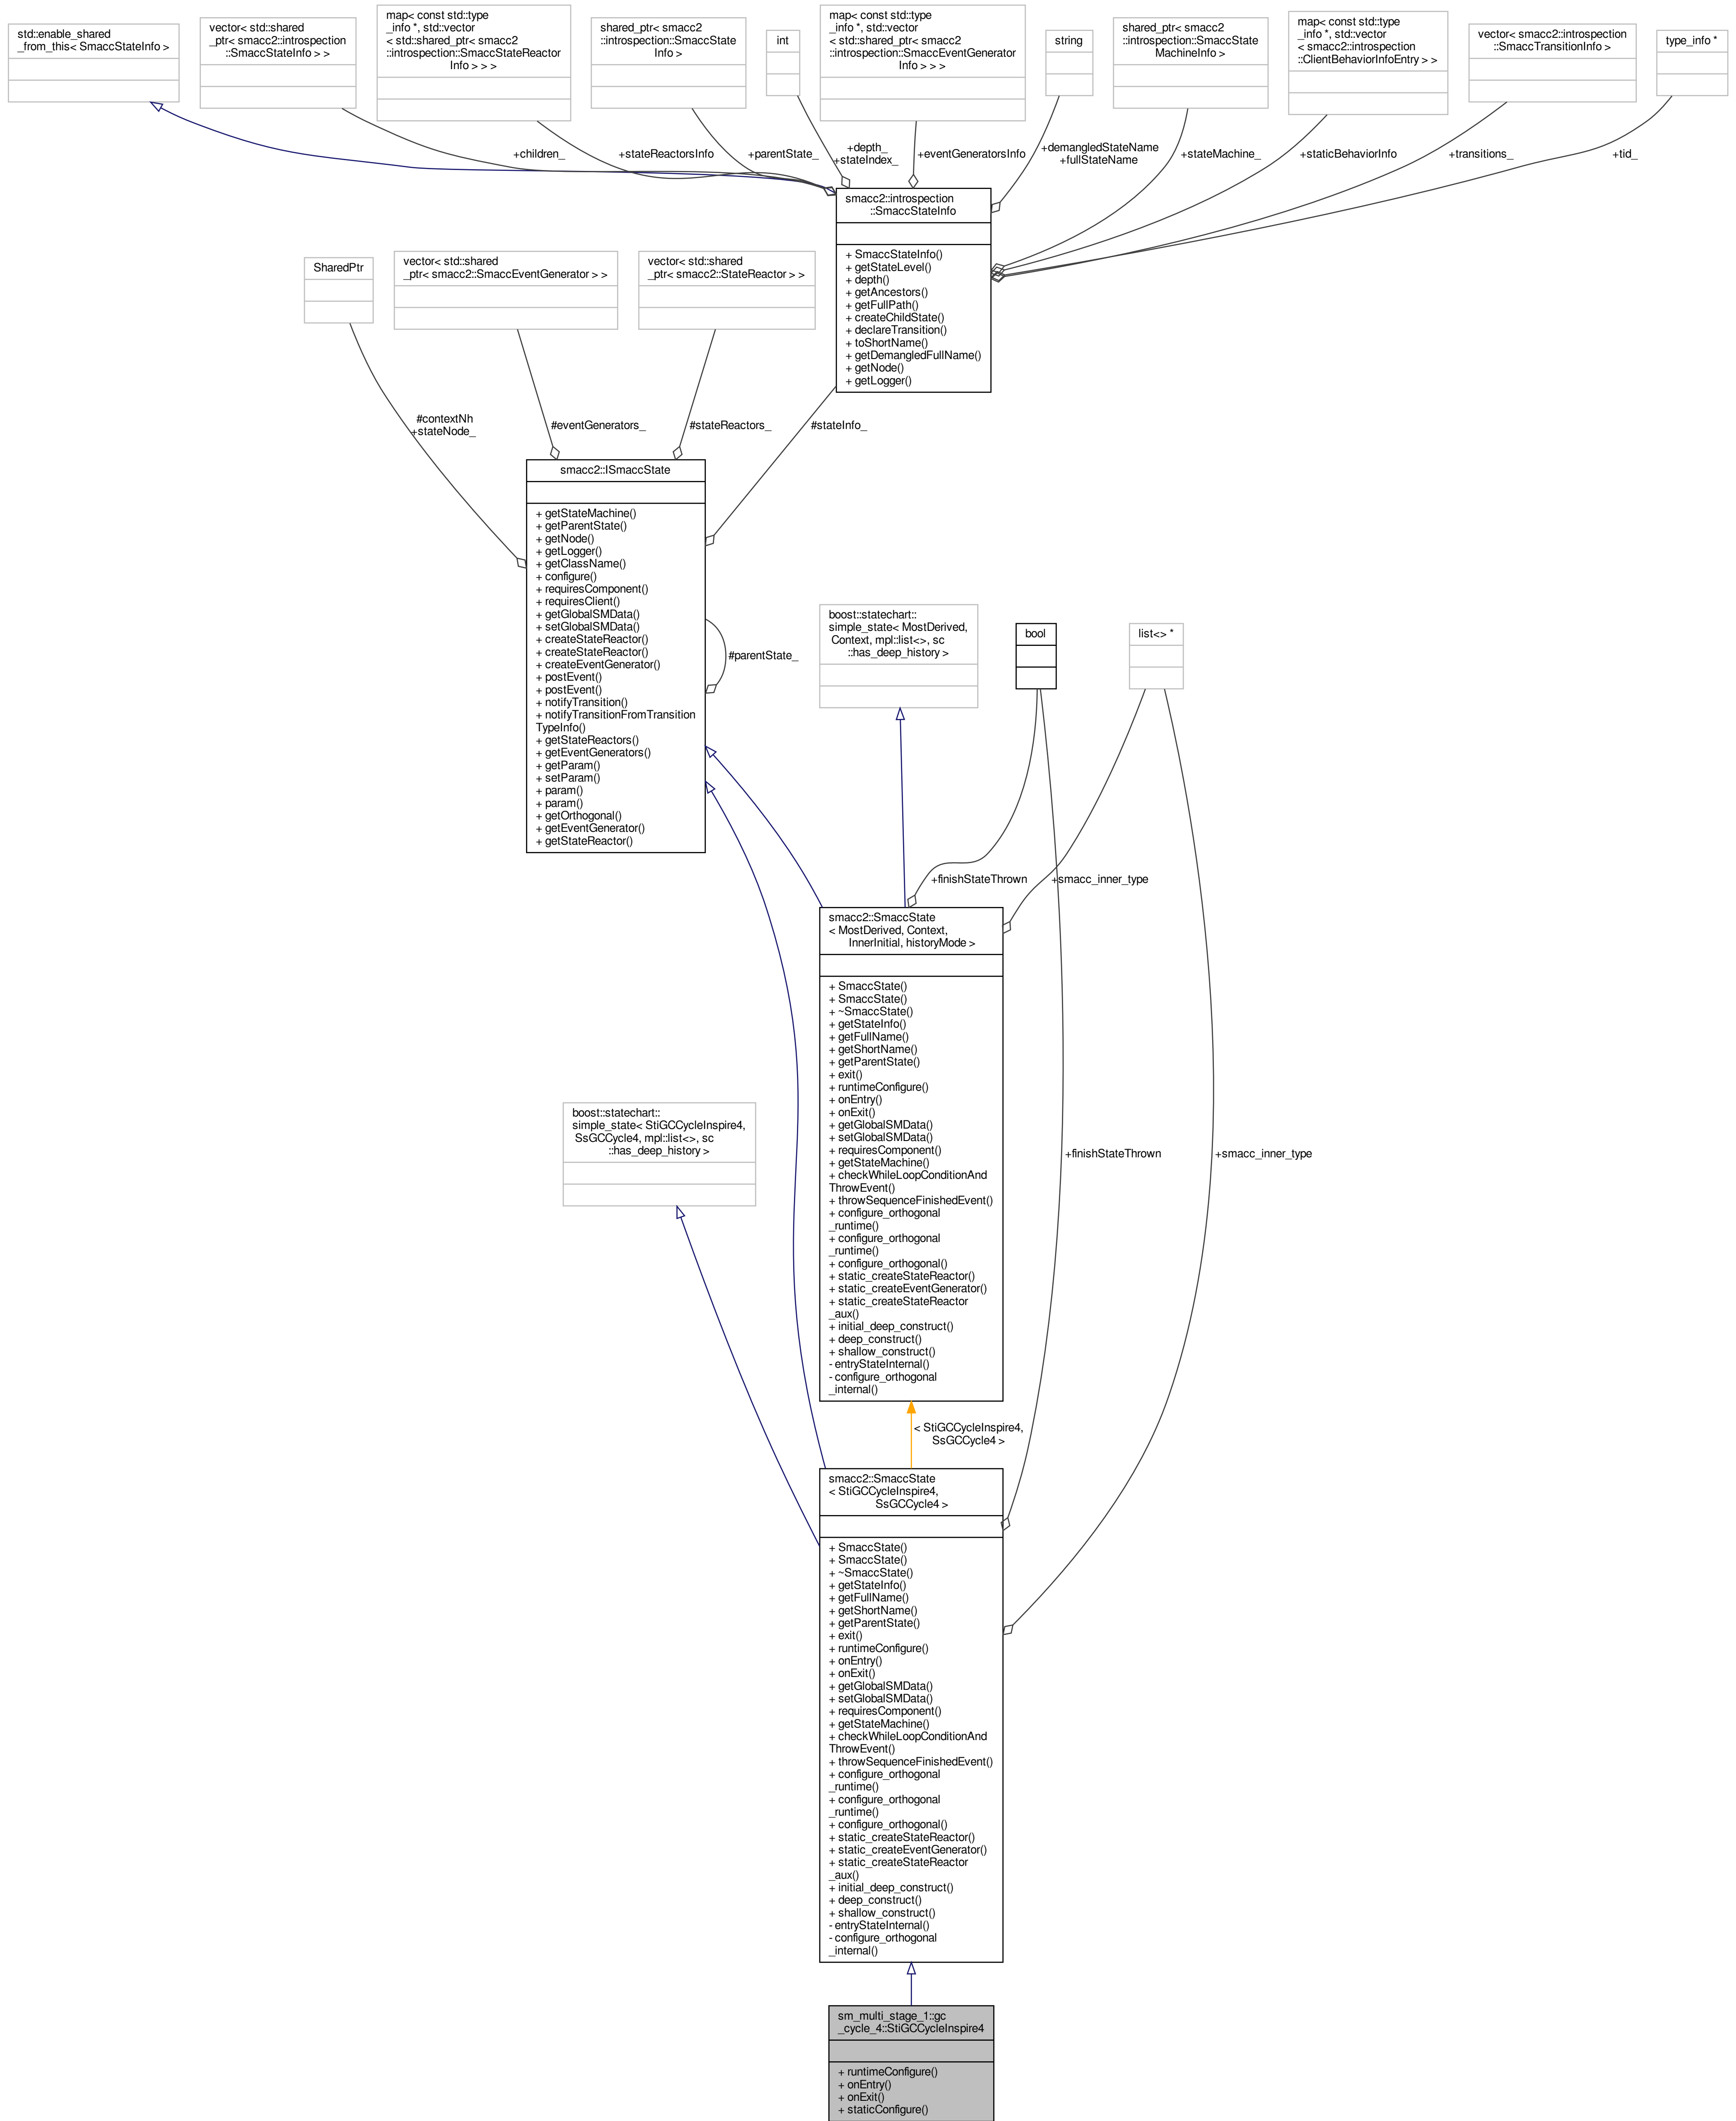 std::enable_shared
_from_this< SmaccStateInfo >
vector< std::shared
_ptr< smacc2::introspection
::SmaccStateInfo > >
map< const std::type
_info *, std::vector
< std::shared_ptr< smacc2
::introspection::SmaccStateReactor
Info > > >
shared_ptr< smacc2
::introspection::SmaccState
Info >
int
map< const std::type
_info *, std::vector
< std::shared_ptr< smacc2
::introspection::SmaccEventGenerator
Info > > >
string
shared_ptr< smacc2
::introspection::SmaccState
MachineInfo >
map< const std::type
_info *, std::vector
< smacc2::introspection
::ClientBehaviorInfoEntry > >
vector< smacc2::introspection
::SmaccTransitionInfo >
type_info *
+children_
+stateReactorsInfo
+parentState_
+depth_
+stateIndex_
+eventGeneratorsInfo
+demangledStateName
+fullStateName
+stateMachine_
+staticBehaviorInfo
+transitions_
+tid_
smacc2::introspection
::SmaccStateInfo
+ SmaccStateInfo()
+ getStateLevel()
+ depth()
+ getAncestors()
+ getFullPath()
+ createChildState()
+ declareTransition()
+ toShortName()
+ getDemangledFullName()
+ getNode()
+ getLogger()
SharedPtr
vector< std::shared
_ptr< smacc2::SmaccEventGenerator > >
vector< std::shared
_ptr< smacc2::StateReactor > >
#contextNh
+stateNode_
#eventGenerators_
#stateReactors_
#stateInfo_
smacc2::ISmaccState
+ getStateMachine()
+ getParentState()
+ getNode()
+ getLogger()
+ getClassName()
+ configure()
+ requiresComponent()
+ requiresClient()
+ getGlobalSMData()
+ setGlobalSMData()
+ createStateReactor()
+ createStateReactor()
+ createEventGenerator()
+ postEvent()
+ postEvent()
+ notifyTransition()
+ notifyTransitionFromTransition
TypeInfo()
+ getStateReactors()
+ getEventGenerators()
+ getParam()
+ setParam()
+ param()
+ param()
+ getOrthogonal()
+ getEventGenerator()
+ getStateReactor()
#parentState_
boost::statechart::
simple_state< MostDerived,
Context, mpl::list<>, sc
::has_deep_history >
bool
list<> *
+finishStateThrown
+smacc_inner_type
smacc2::SmaccState
< MostDerived, Context,
InnerInitial, historyMode >
+ SmaccState()
+ SmaccState()
+ ~SmaccState()
+ getStateInfo()
+ getFullName()
+ getShortName()
+ getParentState()
+ exit()
+ runtimeConfigure()
+ onEntry()
+ onExit()
+ getGlobalSMData()
+ setGlobalSMData()
+ requiresComponent()
+ getStateMachine()
+ checkWhileLoopConditionAnd
ThrowEvent()
+ throwSequenceFinishedEvent()
+ configure_orthogonal
_runtime()
+ configure_orthogonal
_runtime()
+ configure_orthogonal()
+ static_createStateReactor()
+ static_createEventGenerator()
+ static_createStateReactor
_aux()
+ initial_deep_construct()
+ deep_construct()
+ shallow_construct()
- entryStateInternal()
- configure_orthogonal
_internal()
boost::statechart::
simple_state< StiGCCycleInspire4,
SsGCCycle4, mpl::list<>, sc
::has_deep_history >
+finishStateThrown
+smacc_inner_type
< StiGCCycleInspire4,
SsGCCycle4 >
smacc2::SmaccState
< StiGCCycleInspire4,
SsGCCycle4 >
+ SmaccState()
+ SmaccState()
+ ~SmaccState()
+ getStateInfo()
+ getFullName()
+ getShortName()
+ getParentState()
+ exit()
+ runtimeConfigure()
+ onEntry()
+ onExit()
+ getGlobalSMData()
+ setGlobalSMData()
+ requiresComponent()
+ getStateMachine()
+ checkWhileLoopConditionAnd
ThrowEvent()
+ throwSequenceFinishedEvent()
+ configure_orthogonal
_runtime()
+ configure_orthogonal
_runtime()
+ configure_orthogonal()
+ static_createStateReactor()
+ static_createEventGenerator()
+ static_createStateReactor
_aux()
+ initial_deep_construct()
+ deep_construct()
+ shallow_construct()
- entryStateInternal()
- configure_orthogonal
_internal()
sm_multi_stage_1::gc
_cycle_4::StiGCCycleInspire4
+ runtimeConfigure()
+ onEntry()
+ onExit()
+ staticConfigure()